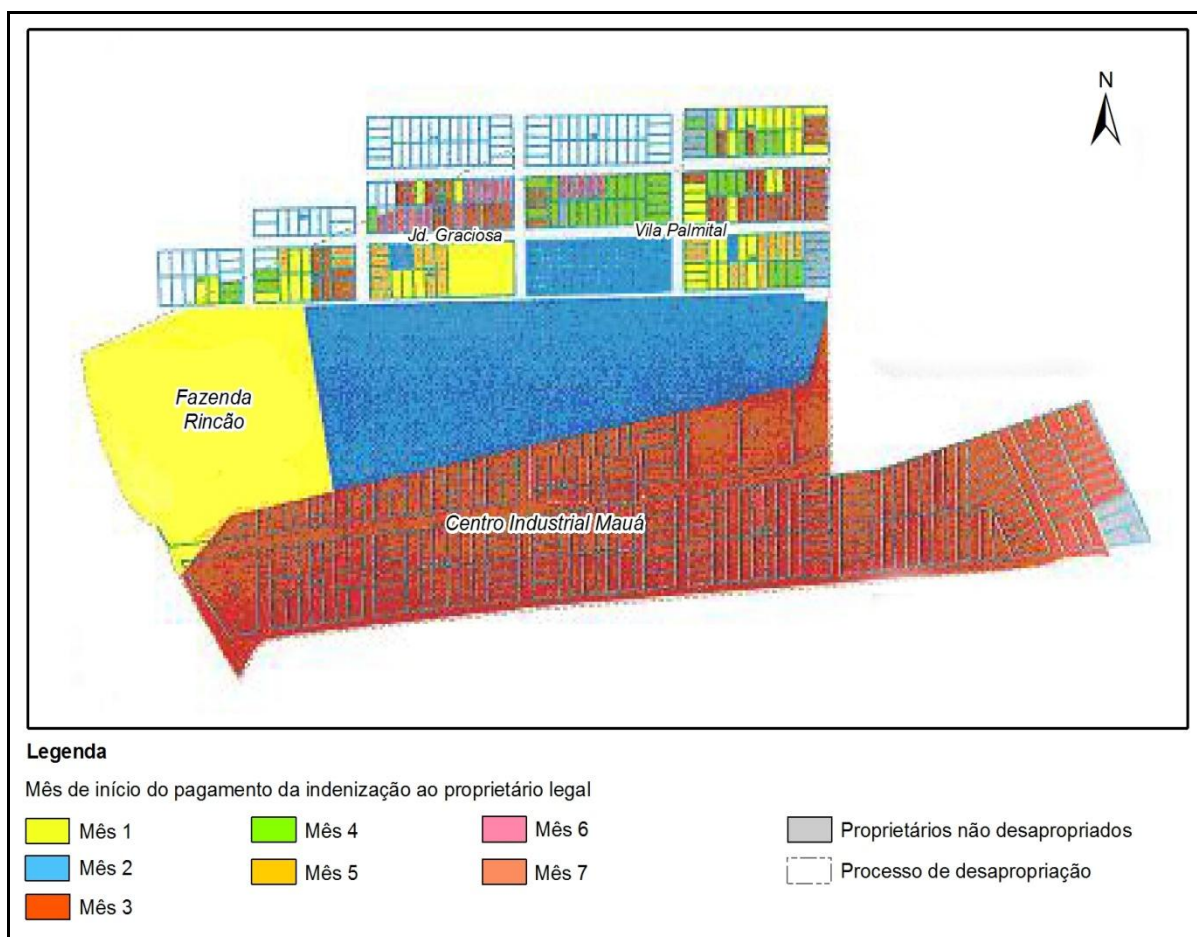 N
Jd. Graciosa
Vila Palmital
Fazenda
Rincão
Centro Industrial Mauá
Legenda
Mês de início do pagamento da indenização ao proprietário legal
Mês 1
Mês 4
Mês 6
Proprietários não desapropriados
Mês 2
Mês 5
Mês 7
Processo de desapropriação
Mês 3